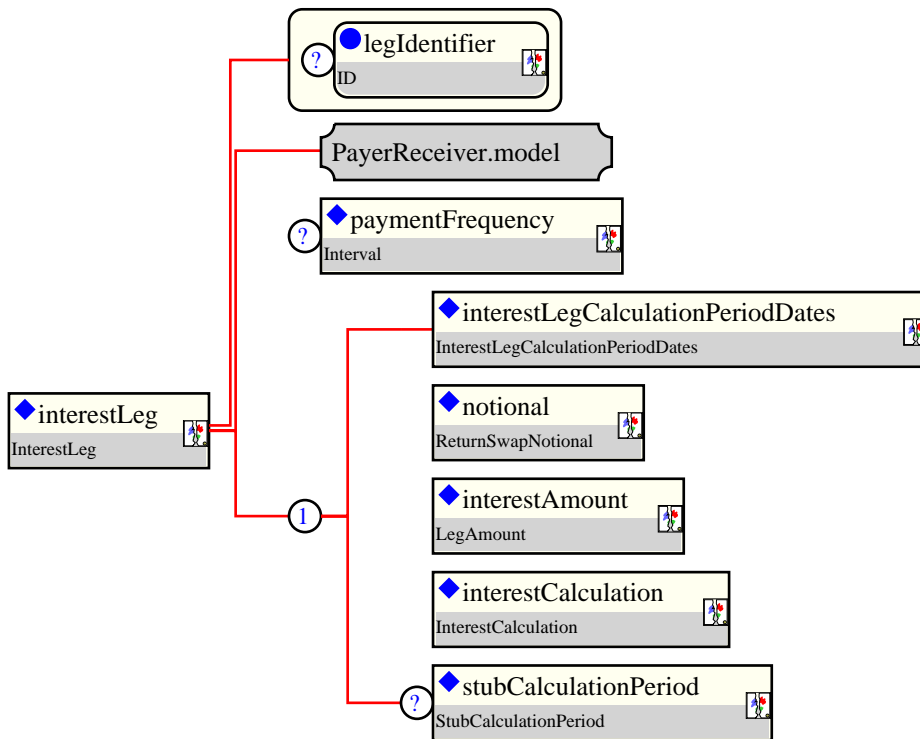 ?
legIdentifier
ID
PayerReceiver.model
?
paymentFrequency
Interval
interestLegCalculationPeriodDates
InterestLegCalculationPeriodDates
interestLeg
InterestLeg
notional
ReturnSwapNotional
interestAmount
LegAmount
1
interestCalculation
InterestCalculation
?
stubCalculationPeriod
StubCalculationPeriod